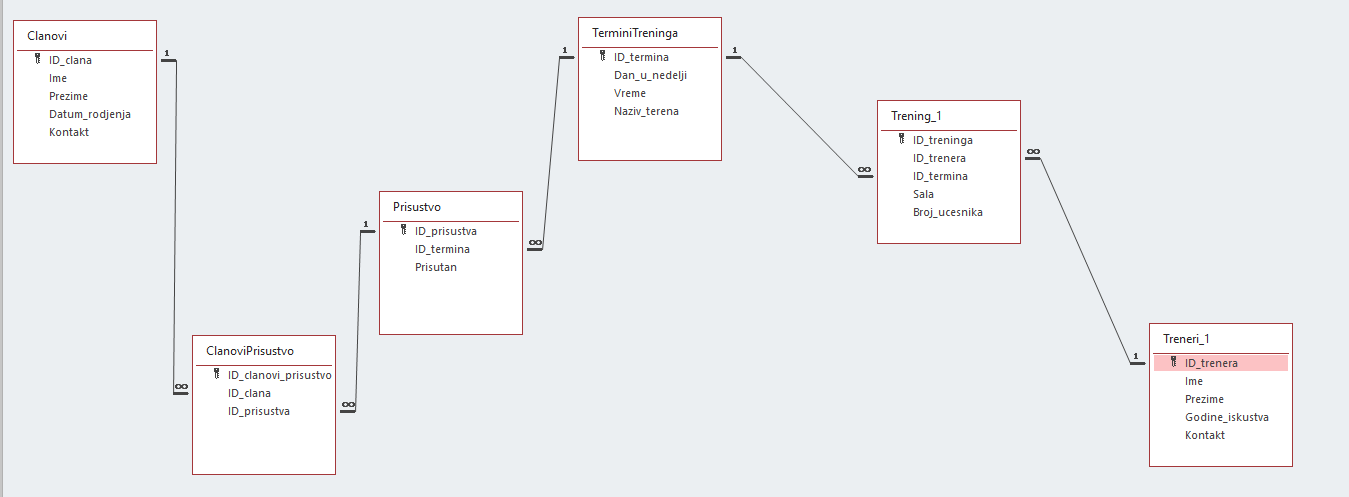 Clanovi
ID_clana
Ime
Prezime
Datum_rodjenja
Kontakt
1
∞
ClanoviPrisustvo
ID_clanovi_prisustvo
ID_clana
ID_prisustva
∞
1
Prisustvo
ID_prisustva
ID_termina
Prisutan
∞
1
TerminiTreninga
ID_termina
Dan_u_nedelji
Vreme
Naziv_terena
1
∞
Trening_1
ID_treninga
ID_trenera
ID_termina
Sala
Broj_ucesnika
∞
1
Treneri_1
ID_trenera
Ime
Prezime
Godine_iskustva
Kontakt